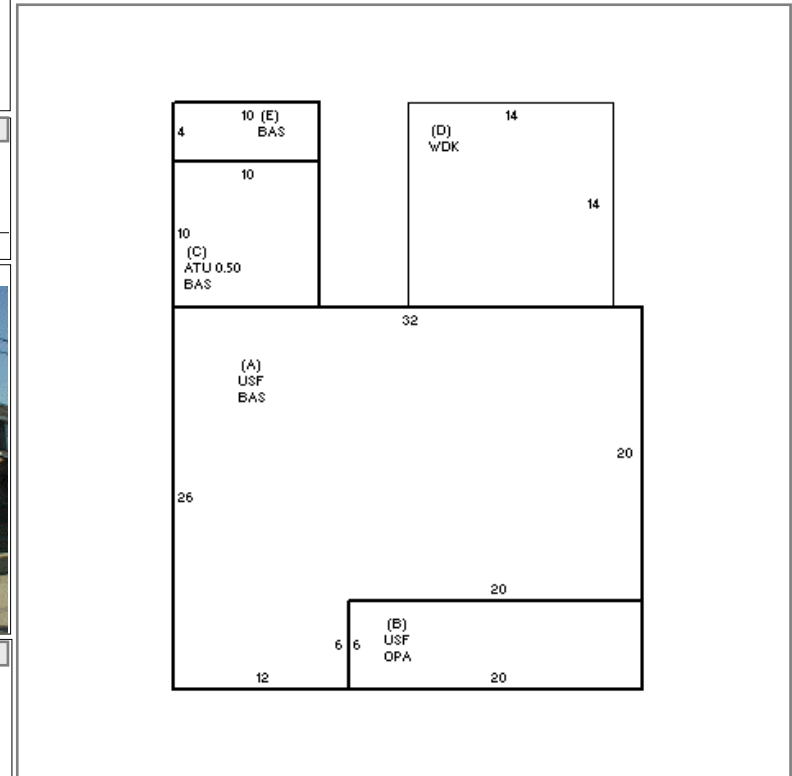 10 (E)
BAS
4
14
(D)
WDK
14
10
10
(C)
ATU 0.50
BAS
32
(A)
USF
BAS
20
26
20
(B)
USF
OPA
6 6
12
20